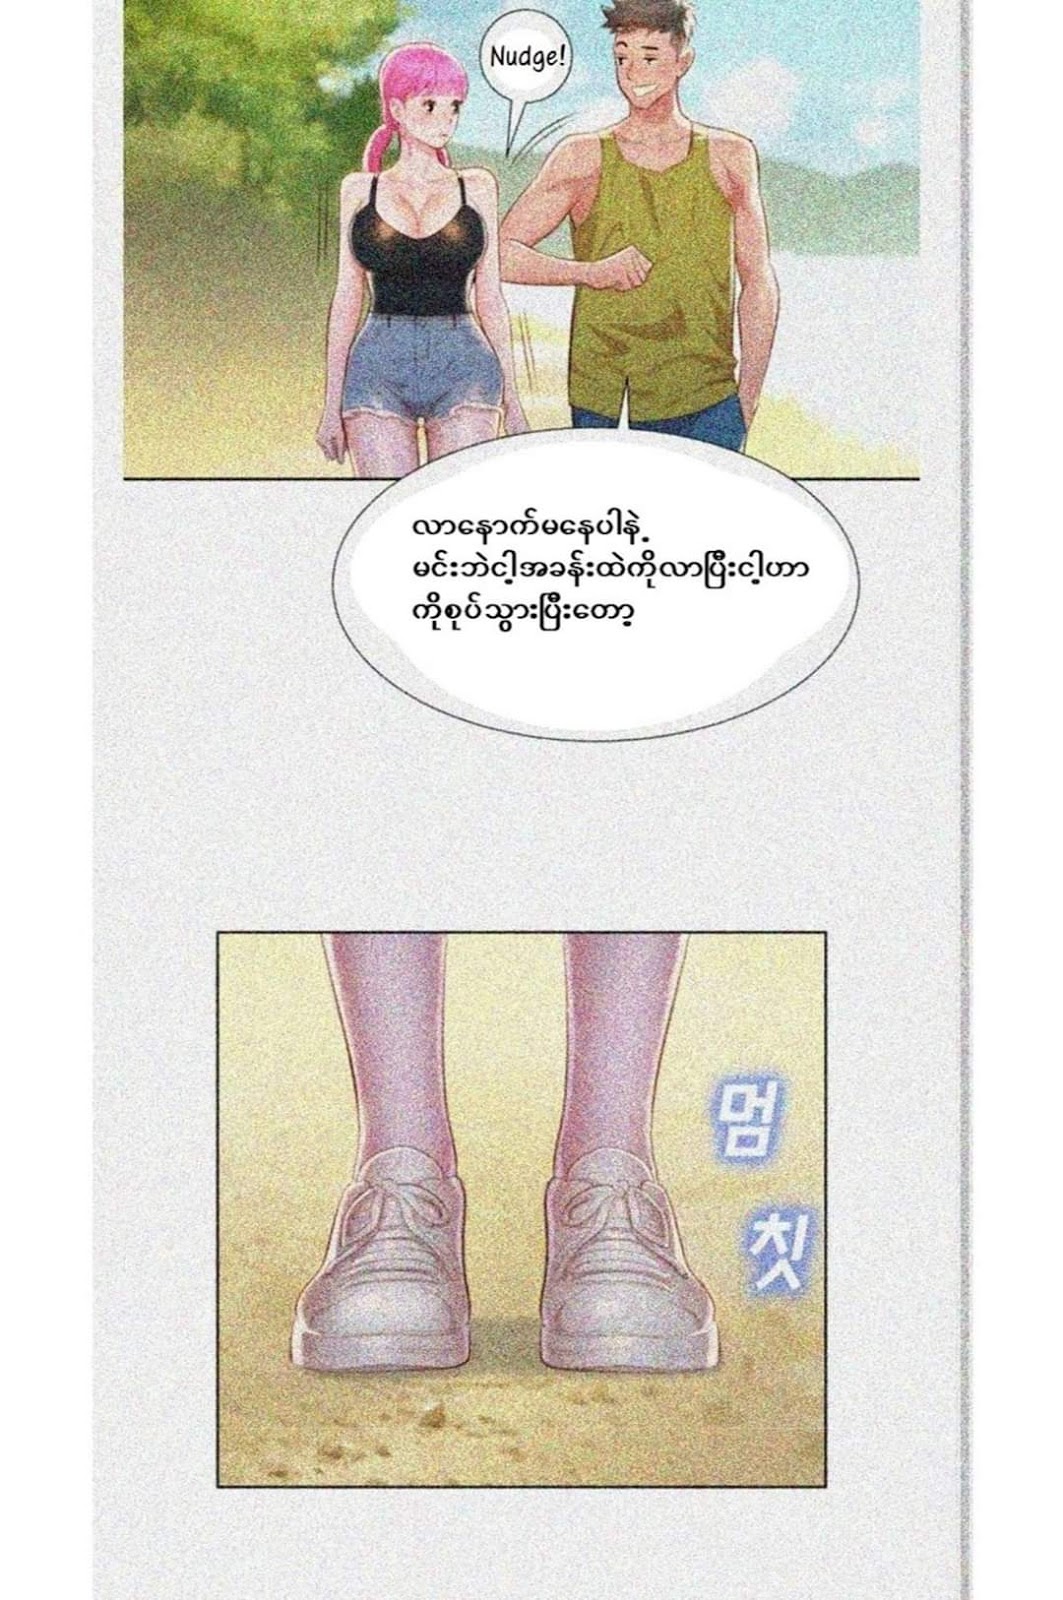 Nudge!
လာနောက်မနေပါနဲ့
မင်းဘဲငါ့အခန်းထဲကိုလာပြီးငါ့ဟာ
ကိုစုပ်သွားပြီးတော့
멈
칫